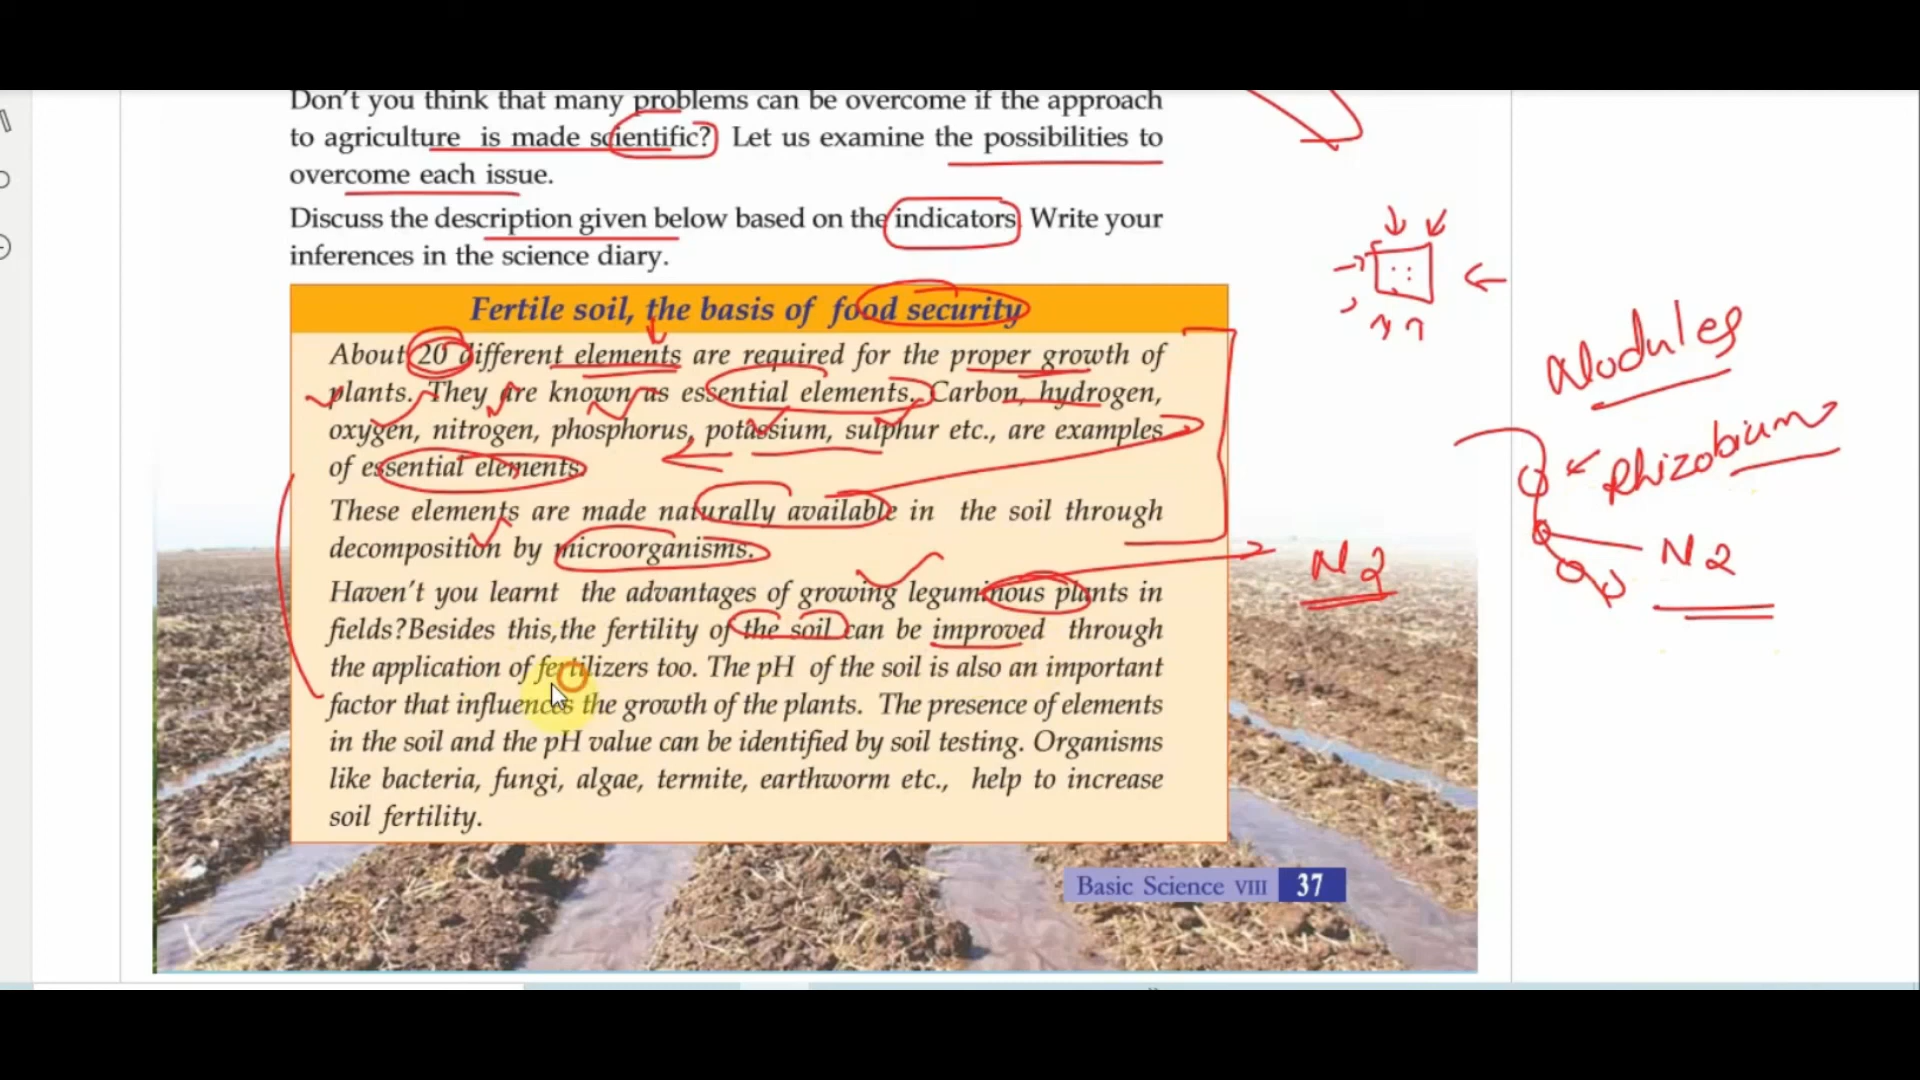 Don't you think that many problems can be overcome if the approach
to agriculture is made scientific? Let us examine the possibilities to
overcome each issue.
Discuss the description given below based on the indicators. Write your
inferences in the science diary.
Fertile soil, the basis of food security
About 20 different elements are required for the proper growth of
plants. They are known as essential elements. Carbon, hydrogen,
oxygen, nitrogen, phosphorus, potassium, sulphur etc., are examples
of essential elements.
These elements are made naturally available in the soil through
decomposition by microorganisms.
Haven't you learnt the advantages of growing leguminous plants in
fields?Besides this,the fertility of the soil can be improved through
the application of fertilizers too. The pH of the soil is also an important
factor that influences the growth of the plants. The presence of elements
in the soil and the pH value can be identified by soil testing. Organisms
like bacteria, fungi, algae, termite, earthworm etc., help to increase
soil fertility.
Basic Science VIII 37
Nodules
Rhizobium
N2
N2